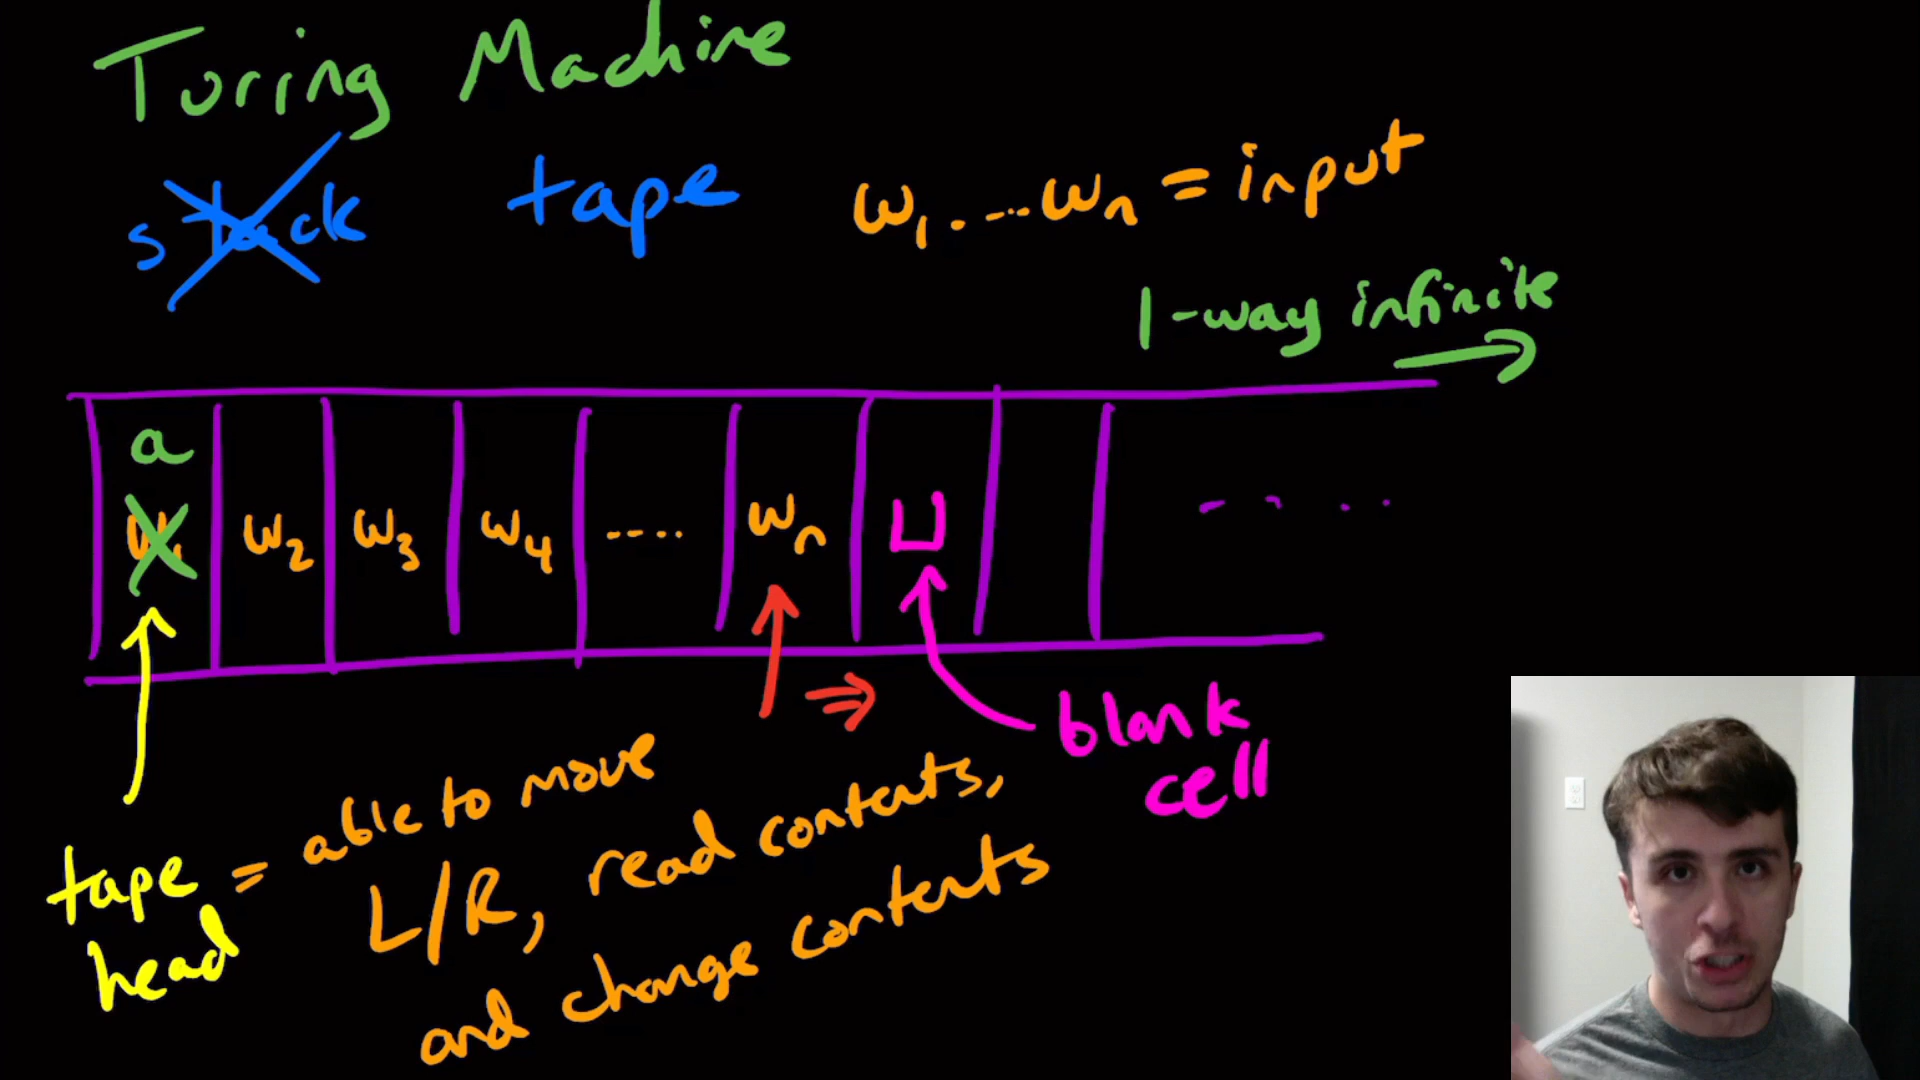 Turing Machine
stack tape w1....wn = input
1-way infinite
a
w1 w2 w3 w4 .... wn ⊔ ....
blank
cell
tape
head
= able to move
L/R, read contents,
and change contents